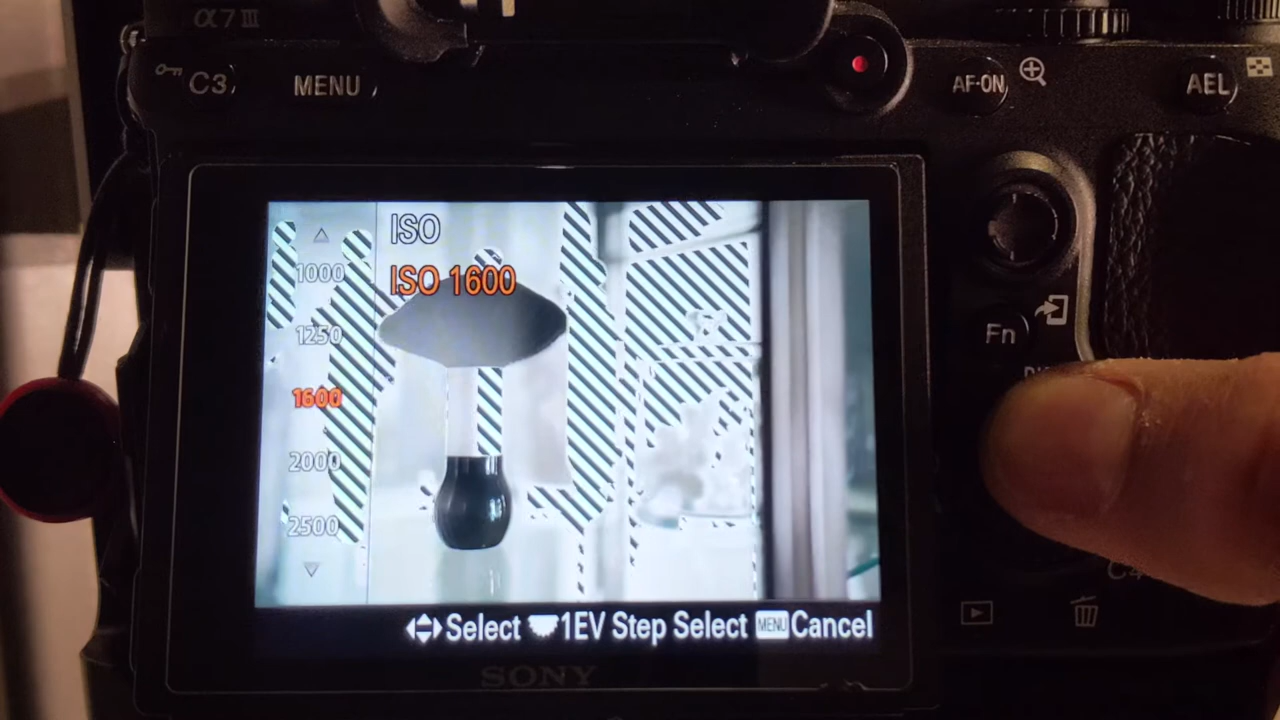 α7III
C3
MENU
AF-ON
AEL
ISO
ISO 1600
1000
1250
1600
2000
2500
Fn
Select 1EV Step Select MENU Cancel
SONY